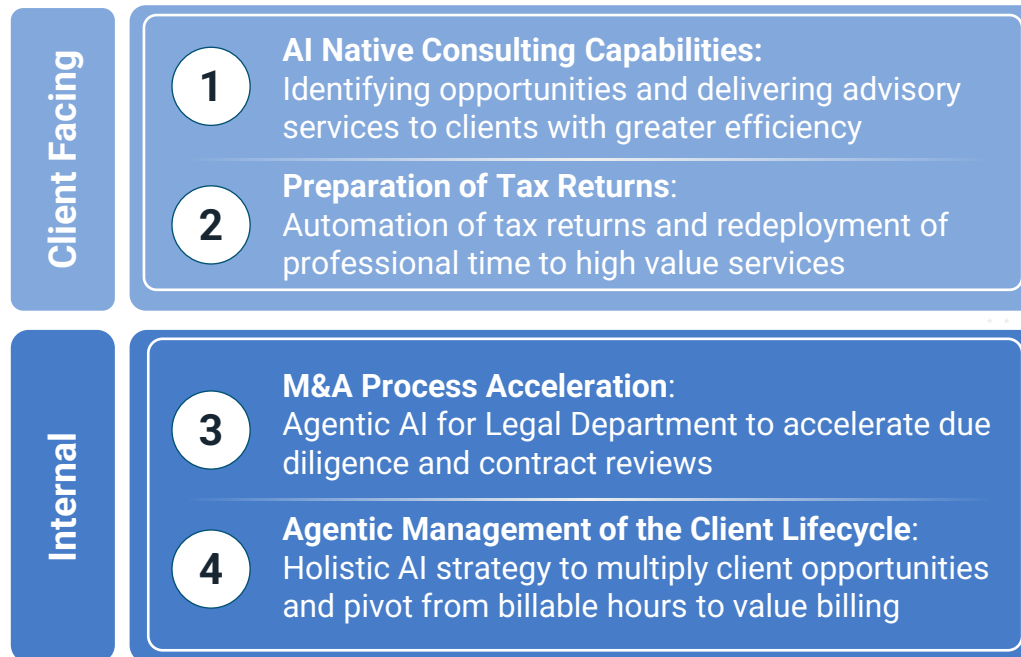 Client Facing
1
AI Native Consulting Capabilities:
Identifying opportunities and delivering advisory
services to clients with greater efficiency
2
Preparation of Tax Returns:
Automation of tax returns and redeployment of
professional time to high value services
Internal
3
M&A Process Acceleration:
Agentic AI for Legal Department to accelerate due
diligence and contract reviews
4
Agentic Management of the Client Lifecycle:
Holistic AI strategy to multiply client opportunities
and pivot from billable hours to value billing